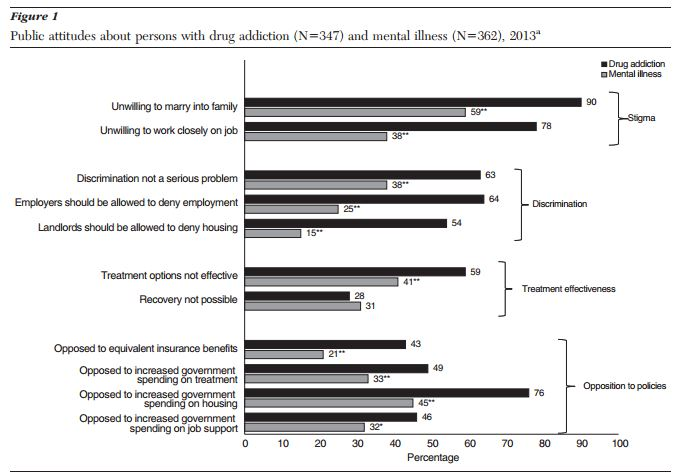 Figure 1
Public attitudes about persons with drug addiction (N=347) and mental illness (N=362), 2013a
Drug addiction
Mental illness
Unwilling to marry into family 90
59**
Unwilling to work closely on job 78
38**
Stigma
Discrimination not a serious problem 63
38**
Employers should be allowed to deny employment 64
25**
Landlords should be allowed to deny housing 54
15**
Discrimination
Treatment options not effective 59
41**
Recovery not possible 28
31
Treatment effectiveness
Opposed to equivalent insurance benefits 43
21**
Opposed to increased government
spending on treatment
49
33**
Opposed to increased government
spending on housing
76
45**
Opposed to increased government
spending on job support
46
32*
Opposition to policies
0 10 20 30 40 50 60 70 80 90 100
Percentage